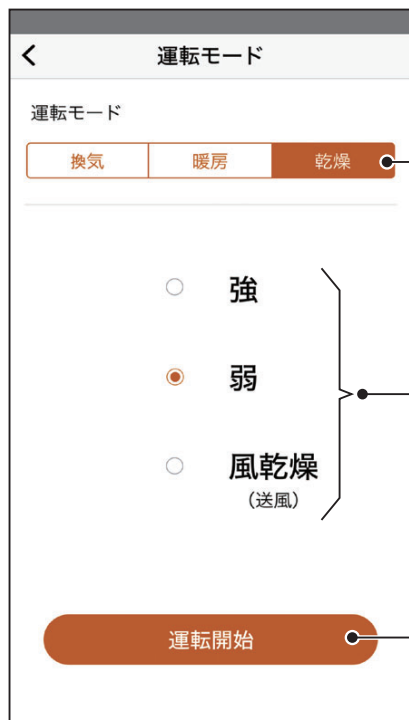 運転モード
運転モード
換気 暖房 乾燥
強
弱
風乾燥
（送風）
運転開始